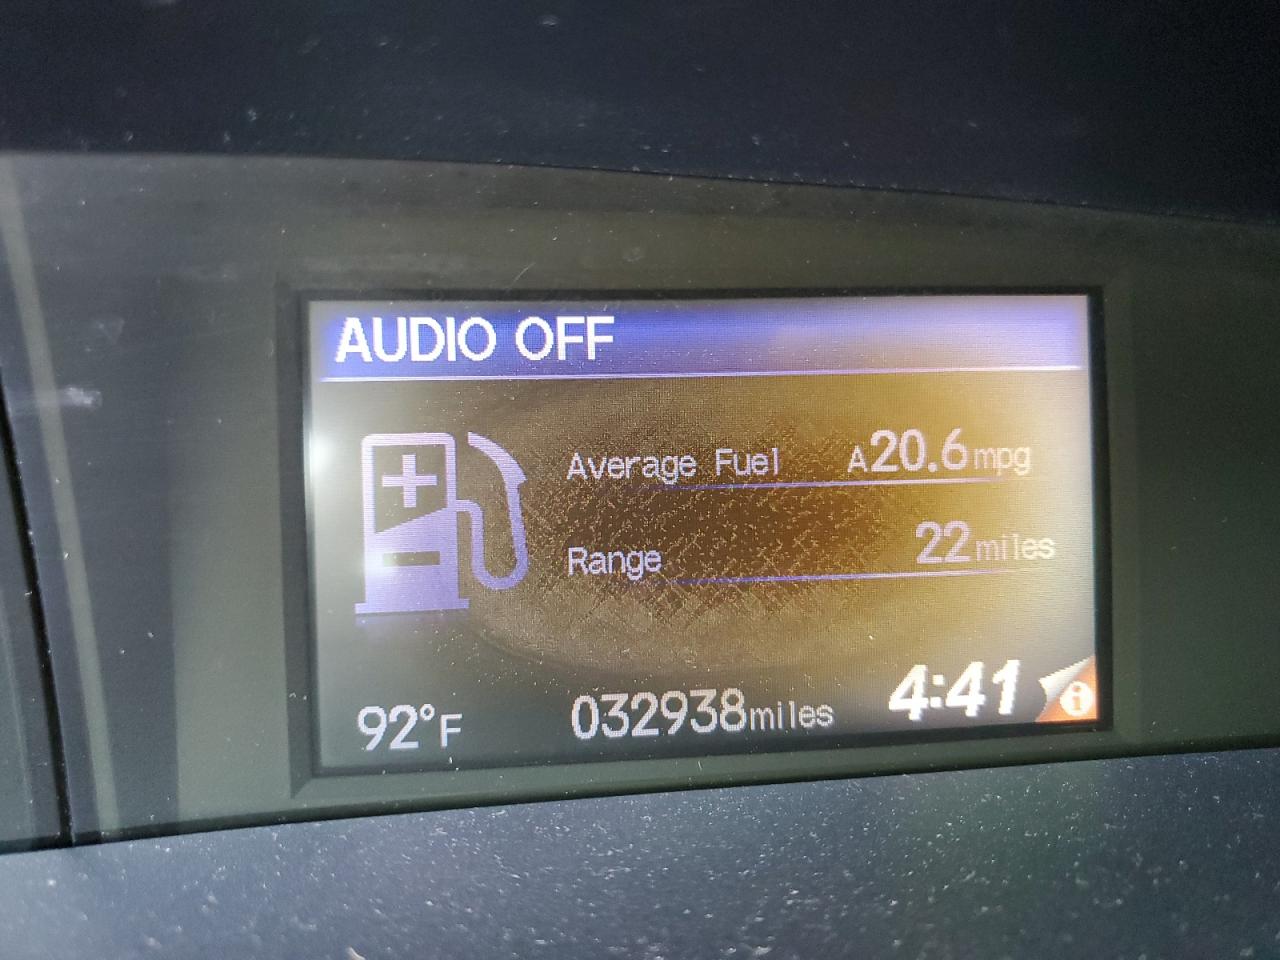 AUDIO OFF
Average Fuel A20.6mpg
Range 22miles
92°F 032938miles 4:41 i